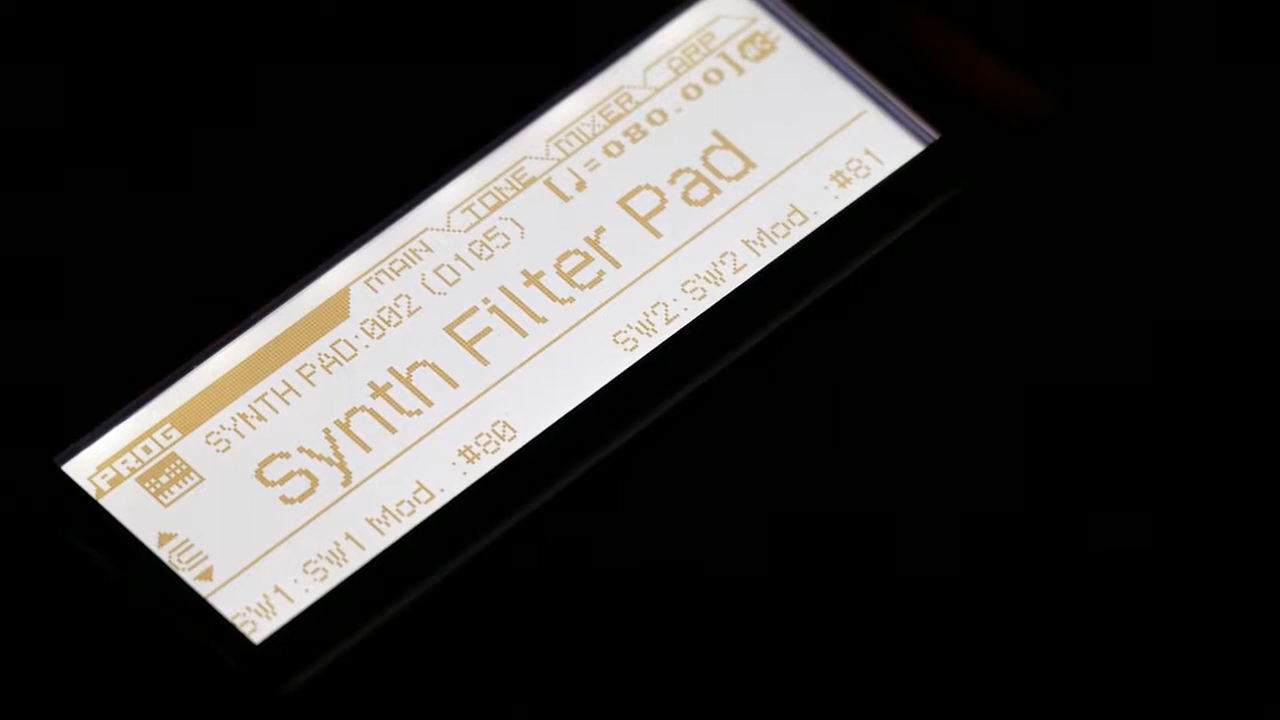 PROG MAIN TONE MIXER ARP
SYNTH PAD:002 (D105) [♩=080.00]
Synth Filter Pad
SW1:SW1 Mod. :#80 SW2:SW2 Mod. :#81